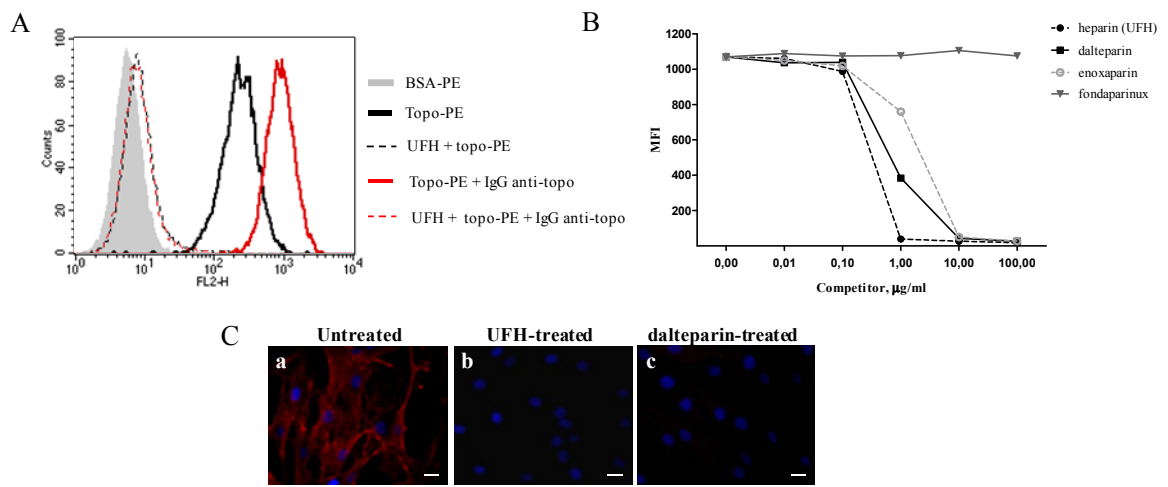 A
100
80
60
40
20
0
Counts
10^0
10^1
10^2
10^3
10^4
FL2-H
BSA-PE
Topo-PE
UFH + topo-PE
Topo-PE + IgG anti-topo
UFH + topo-PE + IgG anti-topo
B
1200
1000
800
600
400
200
MFI
0,00
0,01
0,10
1,00
10,00
100,00
Competitor, µg/ml
heparin (UFH)
dalteparin
enoxaparin
fondaparinux
C
Untreated
UFH-treated
dalteparin-treated
a
b
c